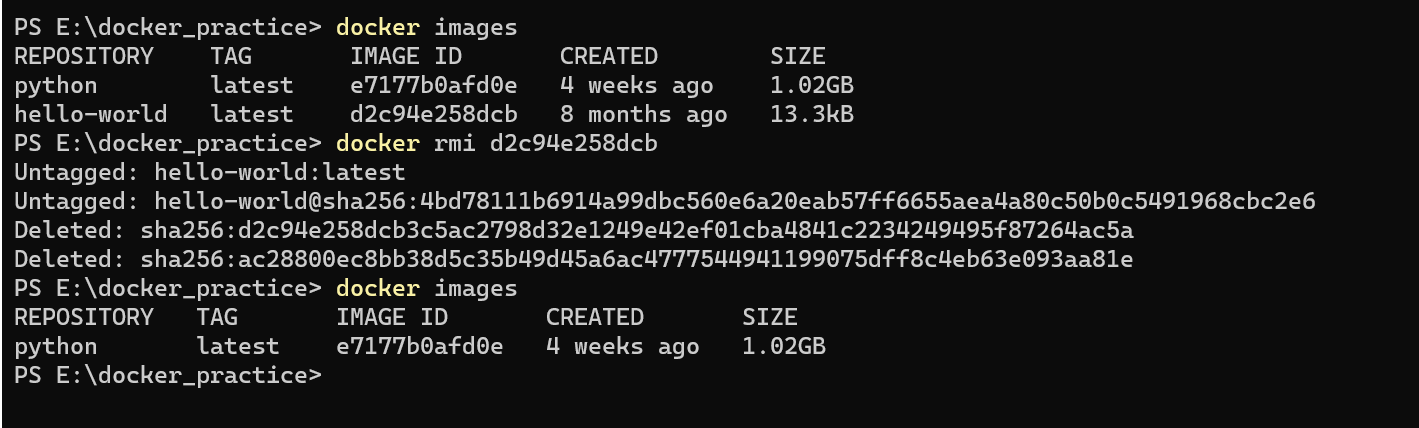 PS E:\docker_practice> docker images
REPOSITORY    TAG       IMAGE ID       CREATED        SIZE
python        latest    e7177b0afd0e   4 weeks ago    1.02GB
hello-world   latest    d2c94e258dcb   8 months ago   13.3kB
PS E:\docker_practice> docker rmi d2c94e258dcb
Untagged: hello-world:latest
Untagged: hello-world@sha256:4bd78111b6914a99dbc560e6a20eab57ff6655aea4a80c50b0c5491968cbc2e6
Deleted: sha256:d2c94e258dcb3c5ac2798d32e1249e42ef01cba4841c2234249495f87264ac5a
Deleted: sha256:ac28800ec8bb38d5c35b49d45a6ac4777544941199075dff8c4eb63e093aa81e
PS E:\docker_practice> docker images
REPOSITORY   TAG       IMAGE ID       CREATED       SIZE
python       latest    e7177b0afd0e   4 weeks ago   1.02GB
PS E:\docker_practice>